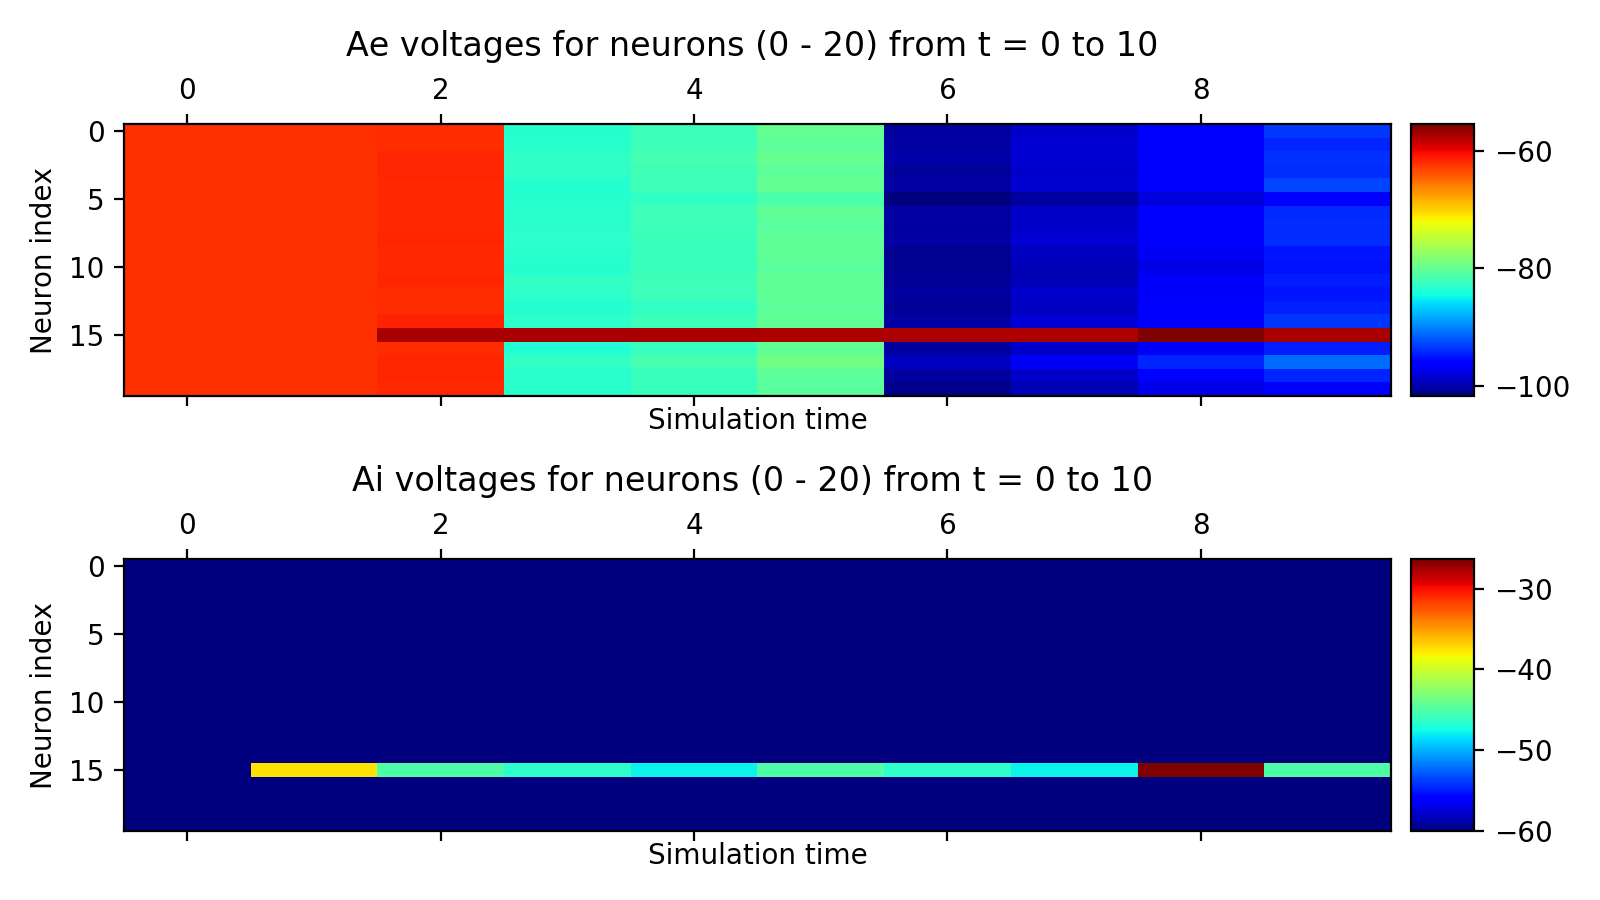 Ae voltages for neurons (0 - 20) from t = 0 to 10
0 2 4 6 8
Neuron index
0
5
10
15
−60
−80
−100
Simulation time
Ai voltages for neurons (0 - 20) from t = 0 to 10
0 2 4 6 8
Neuron index
0
5
10
15
−30
−40
−50
−60
Simulation time